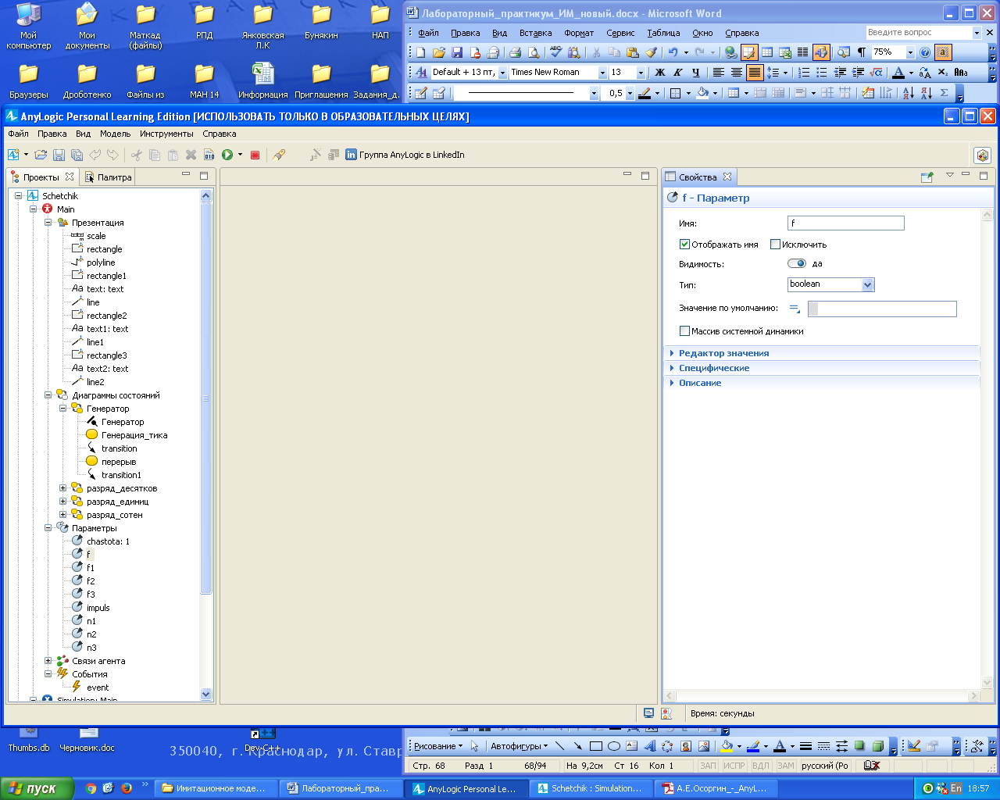 Мой компьютер
Мои документы
Маткад (файлы)
РПД
Янковская Л.К
Бунякин
НАП
Браузеры
Дроботенко
Файлы из
МАН 14
Информация
Приглашения
Задания_д.
Лабораторный_практикум_ИМ_новый.docx - Microsoft Word
Файл Правка Вид Вставка Формат Сервис Таблица Окно Справка
Введите вопрос
75%
Default + 13 пт, Times New Roman 13 Ж К Ч
0,5
AnyLogic Personal Learning Edition [ИСПОЛЬЗОВАТЬ ТОЛЬКО В ОБРАЗОВАТЕЛЬНЫХ ЦЕЛЯХ]
Файл Правка Вид Модель Инструменты Справка
Группа AnyLogic в LinkedIn
Проекты
Палитра
Schetchik
Main
Презентация
scale
rectangle
polyline
rectangle1
Aa text: text
line
rectangle2
Aa text1: text
line1
rectangle3
Aa text2: text
line2
Диаграммы состояний
Генератор
Генератор
Генерация_тика
transition
перерыв
transition1
разряд_десятков
разряд_единиц
разряд_сотен
Параметры
chastota: 1
f
f1
f2
f3
impuls
n1
n2
n3
Связи агента
События
event
Simulation: Main
Свойства
f - Параметр
Имя: f
Отображать имя Исключить
Видимость: да
Тип: boolean
Значение по умолчанию:
Массив системной динамики
Редактор значения
Специфические
Описание
Время: секунды
Thumbs.db
Черновик.doc
Dev-C++
350040, г. Краснодар, ул. Ставр
Рисование Автофигуры
Стр. 68 Разд 1 68/94 На 9,2см Ст 16 Кол 1 ЗАП ИСПР ВДЛ ЗАМ русский (Ро
пуск
Имитационное моде...
Лабораторный_пра...
AnyLogic Personal Le...
Schetchik : Simulation...
А.Е.Осоргин_-_AnyL...
En 18:57